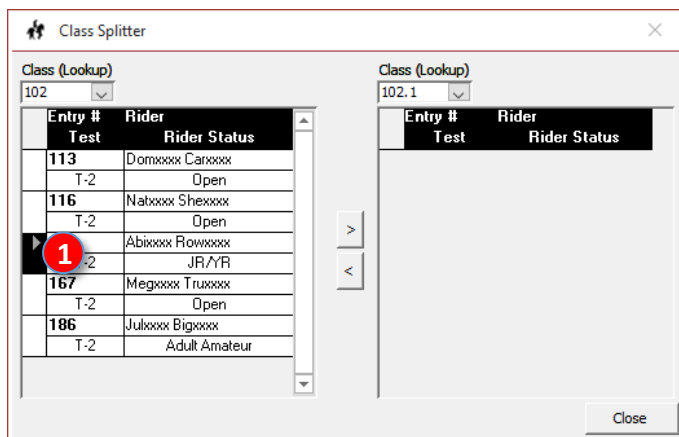 Class Splitter
Class (Lookup)
102
Entry # Rider
Test Rider Status
113 Domxxxx Carxxxx
T-2 Open
116 Natxxxx Shexxxx
T-2 Open
Abixxxx Rowxxxx
1
-2 JR/YR
167 Megxxxx Truxxxx
T-2 Open
186 Julxxxx Bigxxxx
T-2 Adult Amateur
>
<
Class (Lookup)
102.1
Entry # Rider
Test Rider Status
Close